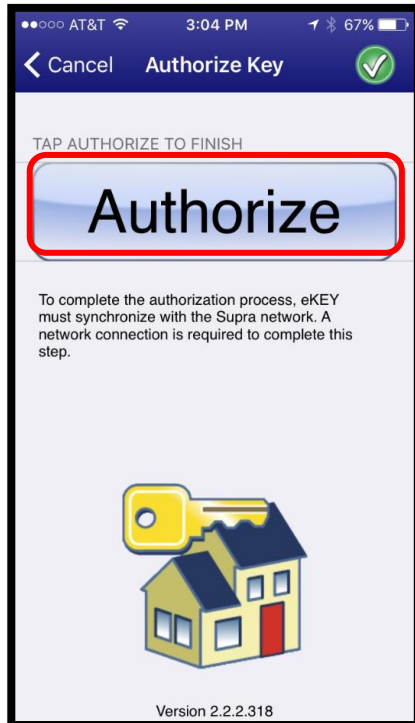 AT&T 3:04 PM 67%
Cancel Authorize Key
TAP AUTHORIZE TO FINISH
Authorize
To complete the authorization process, eKEY
must synchronize with the Supra network. A
network connection is required to complete this
step.
Version 2.2.2.318